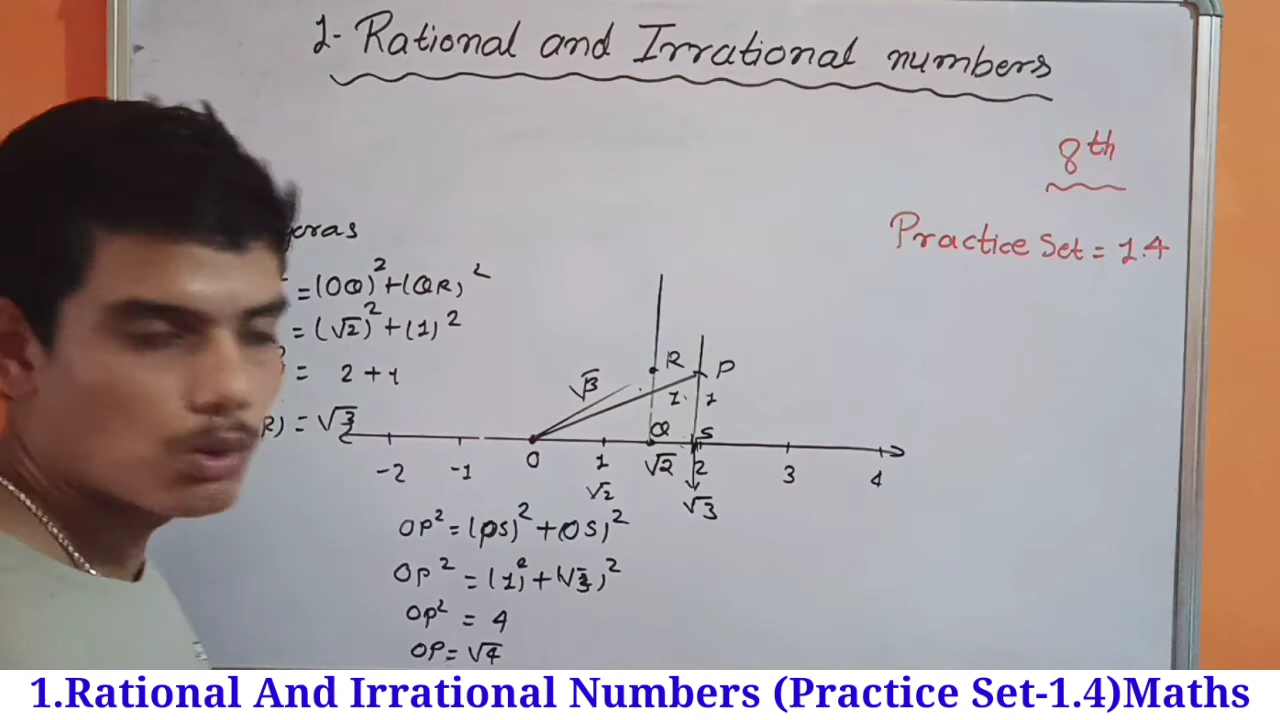 1- Rational and Irrational numbers
8th
Practice Set = 1.4
= (OQ)² + (QR)²
= (√2)² + (1)²
= 2 + 1
R) = √3
√3
R
P
1
1
Q
S
-2 -1 0 1 √2 2 3 4
√2
√3
OP² = (PS)² + (OS)²
OP² = (1)² + (√3)²
OP² = 4
OP = √4
1.Rational And Irrational Numbers (Practice Set-1.4)Maths